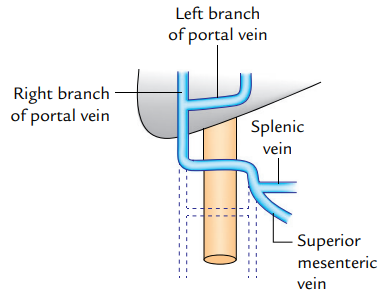 Left branch
of portal vein
Right branch
of portal vein
Splenic
vein
Superior
mesenteric
vein